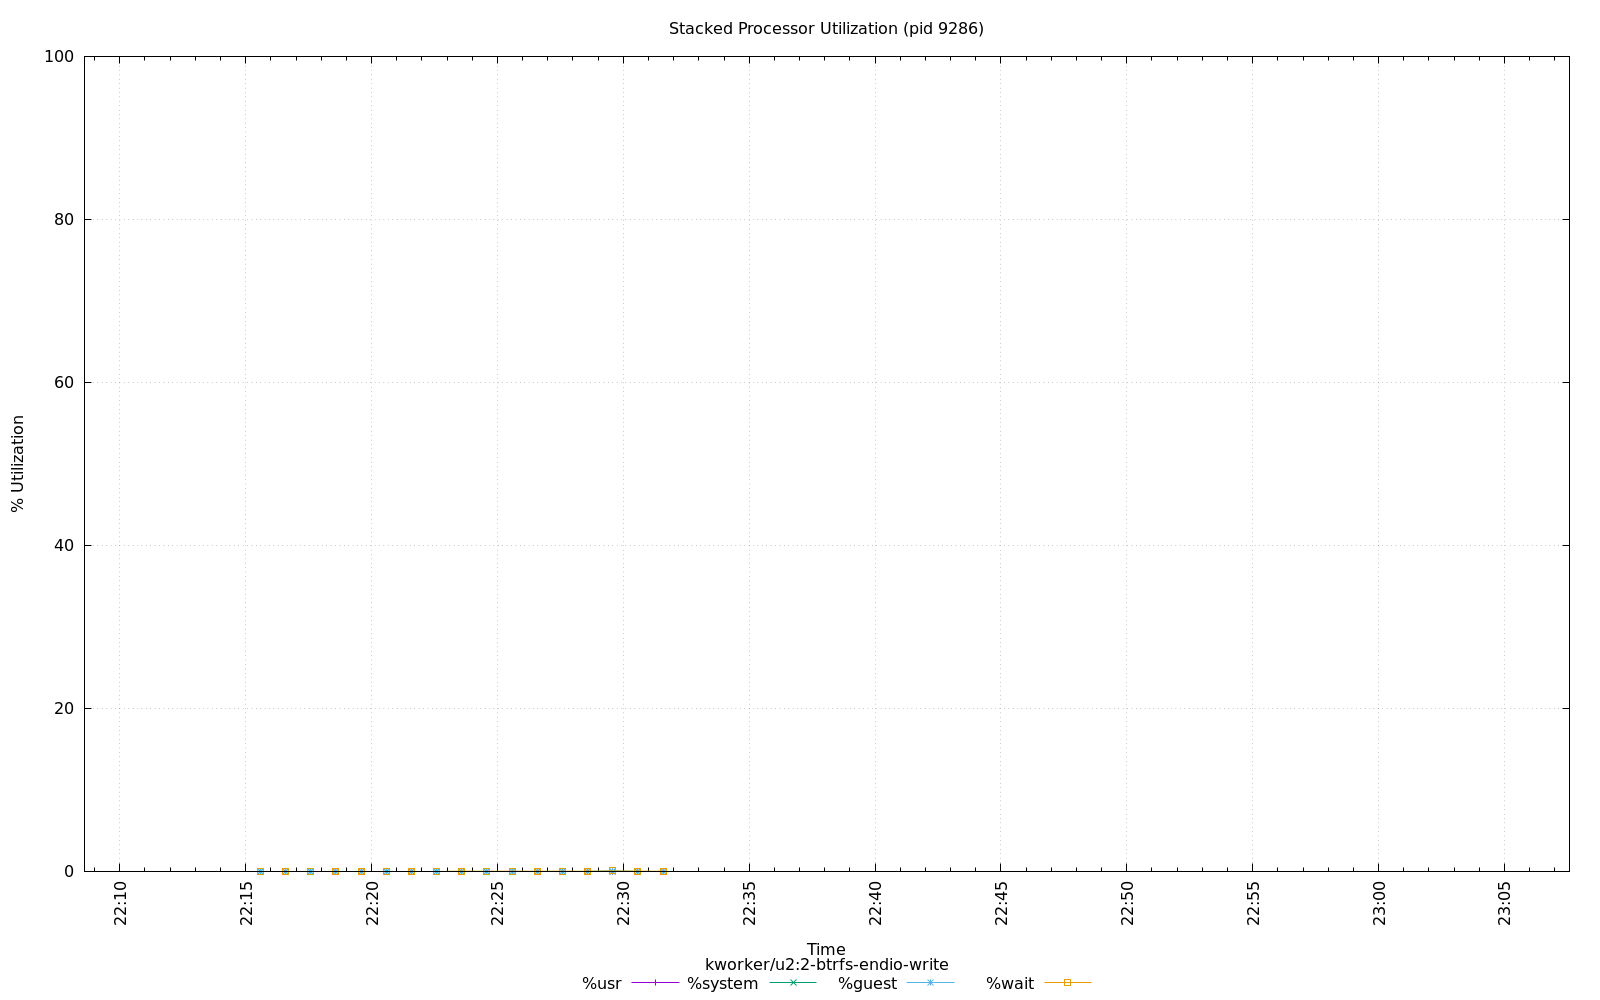 Stacked Processor Utilization (pid 9286)
100
80
60
40
20
0
% Utilization
22:10 22:15 22:20 22:25 22:30 22:35 22:40 22:45 22:50 22:55 23:00 23:05
Time
kworker/u2:2-btrfs-endio-write
%usr %system %guest %wait